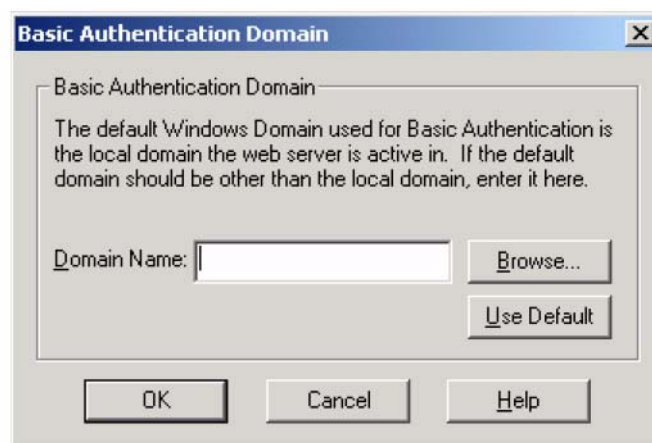 Basic Authentication Domain
Basic Authentication Domain
The default Windows Domain used for Basic Authentication is
the local domain the web server is active in. If the default
domain should be other than the local domain, enter it here.
Domain Name:
Browse...
Use Default
OK
Cancel
Help